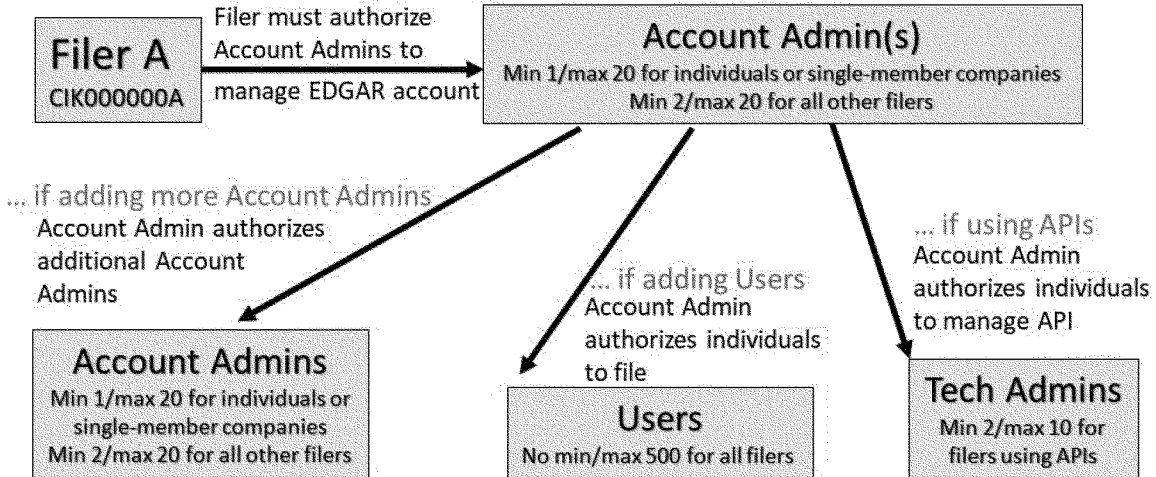 Filer A
CIK000000A
Filer must authorize
Account Admins to
manage EDGAR account
Account Admin(s)
Min 1/max 20 for individuals or single-member companies
Min 2/max 20 for all other filers
... if adding more Account Admins
Account Admin authorizes
additional Account
Admins
... if adding Users
Account Admin
authorizes individuals
to file
... if using APIs
Account Admin
authorizes individuals
to manage API
Account Admins
Min 1/max 20 for individuals or
single-member companies
Min 2/max 20 for all other filers
Users
No min/max 500 for all filers
Tech Admins
Min 2/max 10 for
filers using APIs